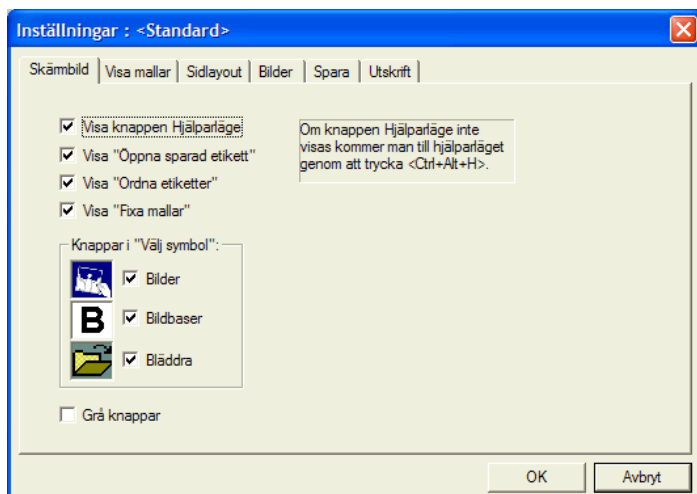 Inställningar : <Standard>
Skärmbild Visa mallar Sidlayout Bilder Spara Utskrift
Visa knappen Hjälparläge
Visa "Öppna sparad etikett"
Visa "Ordna etiketter"
Visa "Fixa mallar"
Om knappen Hjälparläge inte
visas kommer man till hjälparläget
genom att trycka <Ctrl+Alt+H>.
Knappar i "Välj symbol":
Bilder
B Bildbaser
Bläddra
Grå knappar
OK Avbryt